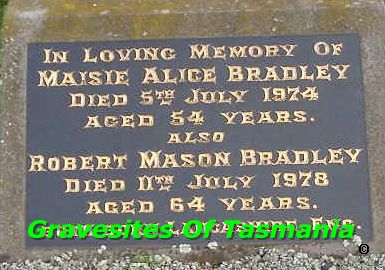 In Loving Memory Of
Maisie Alice Bradley
Died 5th July 1974
aged 54 years.
also
Robert Mason Bradley
Died 11th July 1978
aged 64 years.
Gravesites Of Tasmania ©